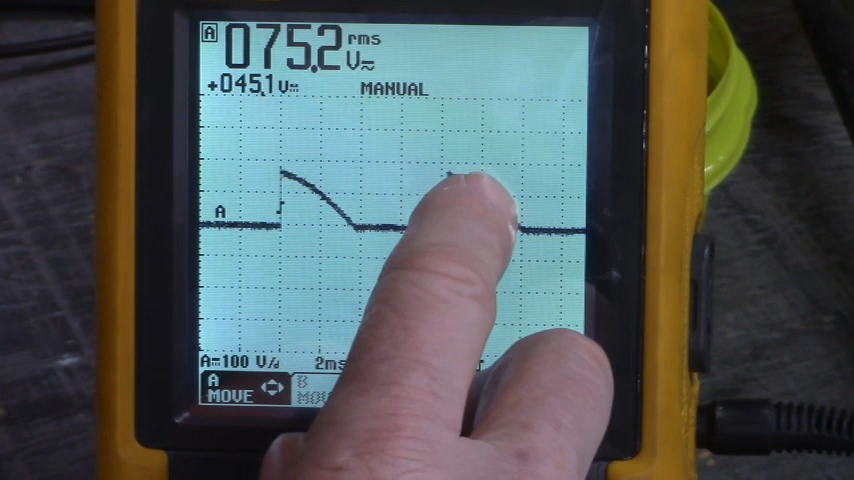 A 075.2 rms V≂
+045.1 V⎓ MANUAL
A
A⎓100 V/d 2ms
A MOVE B